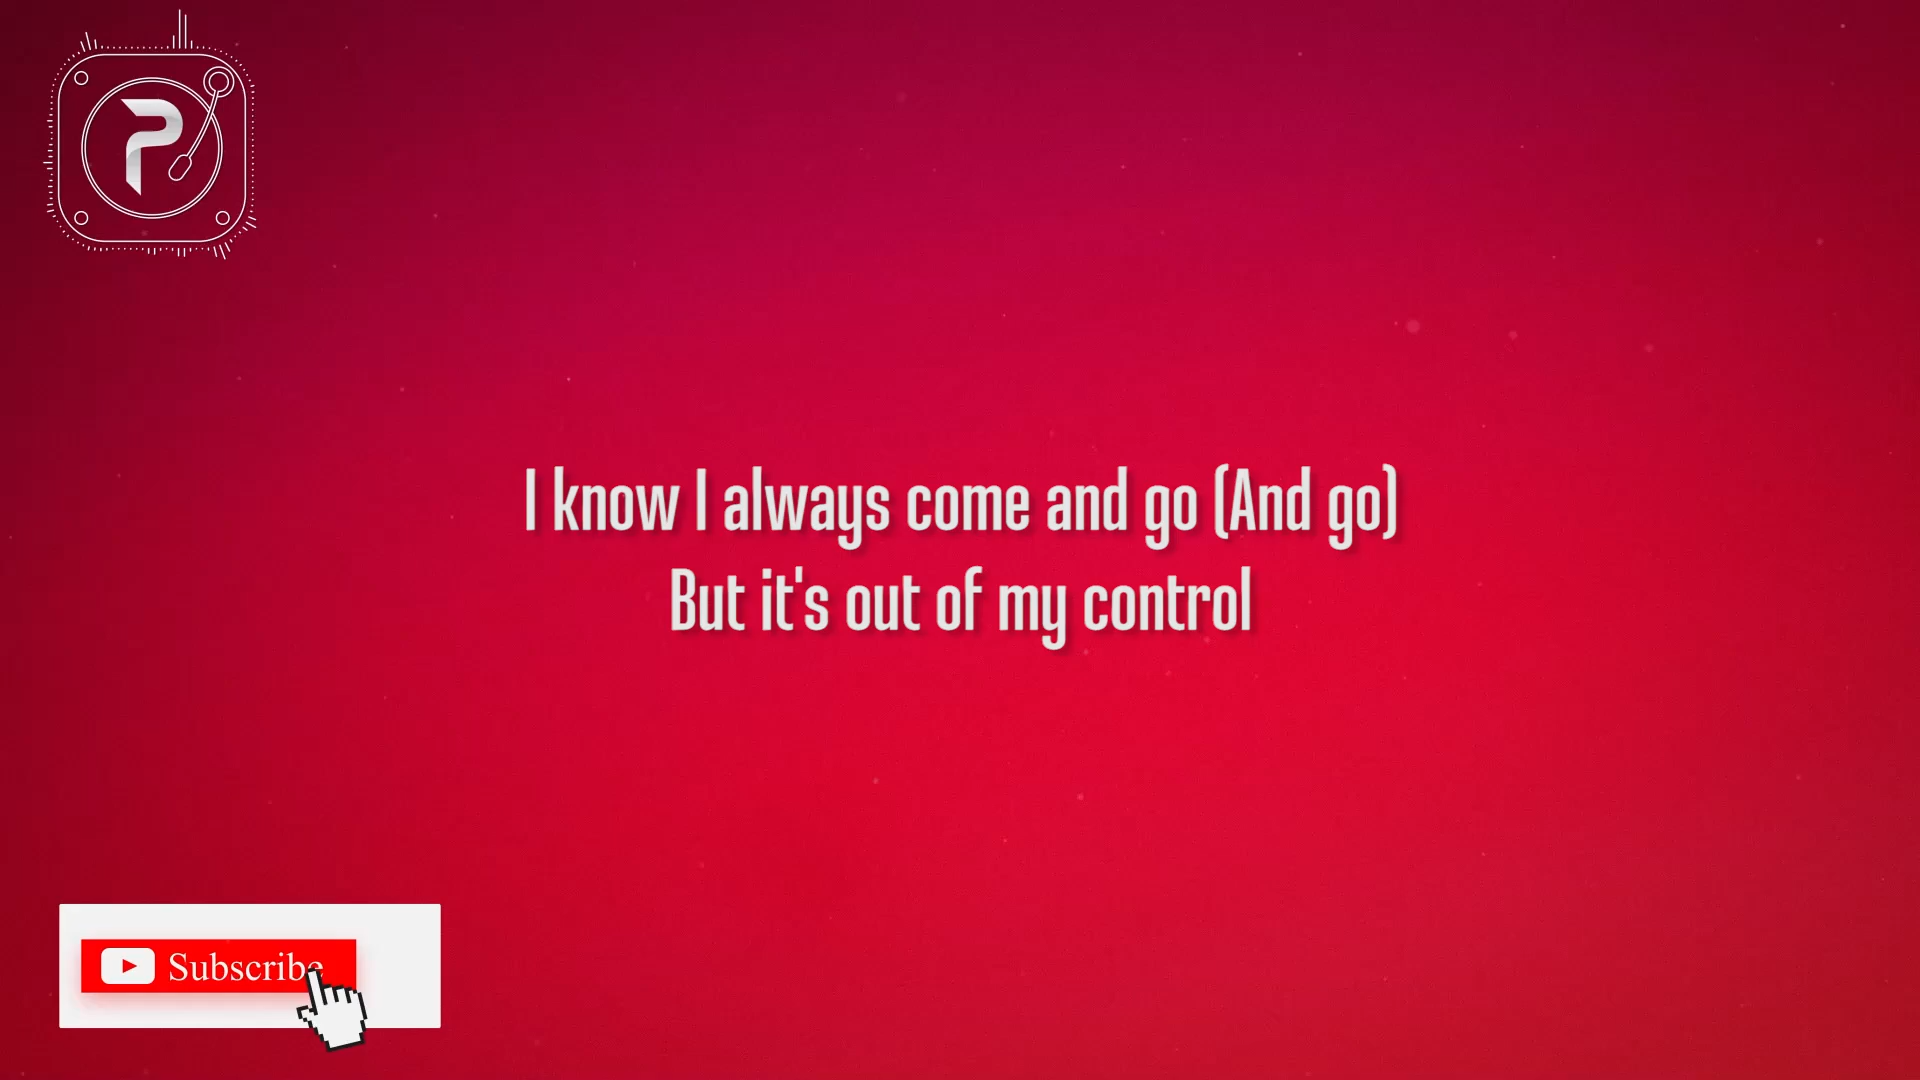 P
I know I always come and go (And go)
But it's out of my control
Subscribe